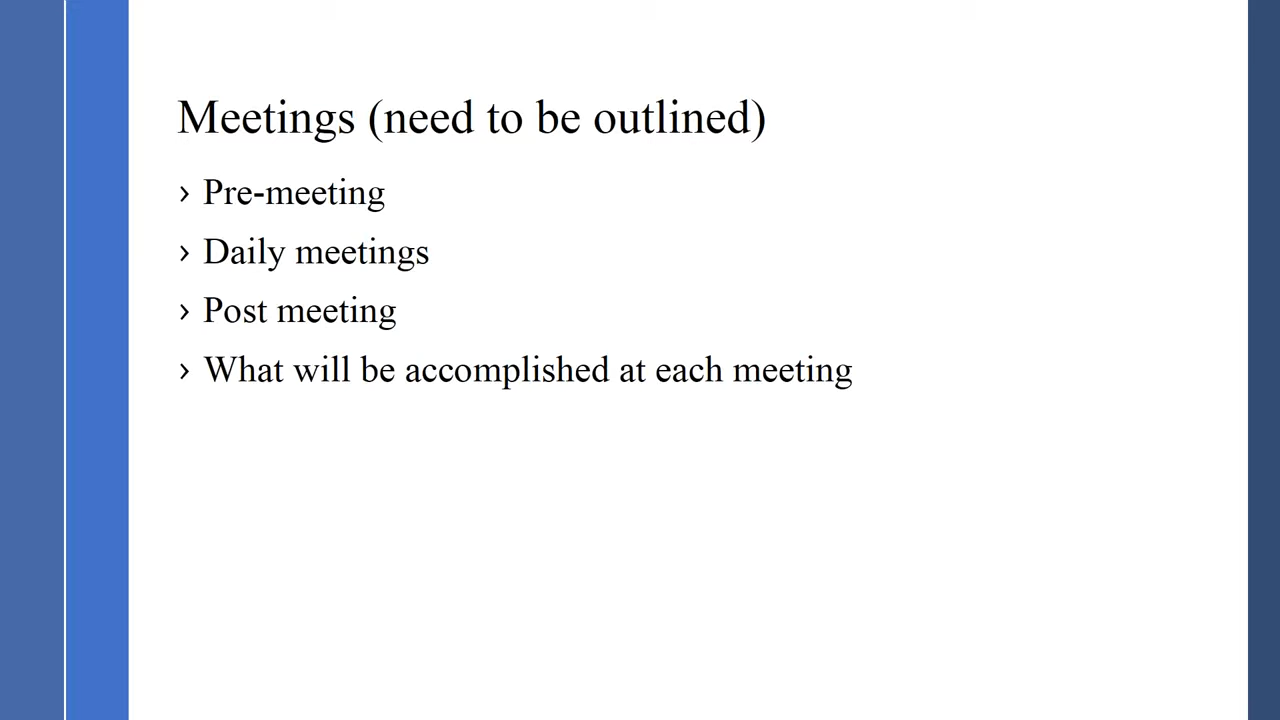 Meetings (need to be outlined)
› Pre-meeting
› Daily meetings
› Post meeting
› What will be accomplished at each meeting